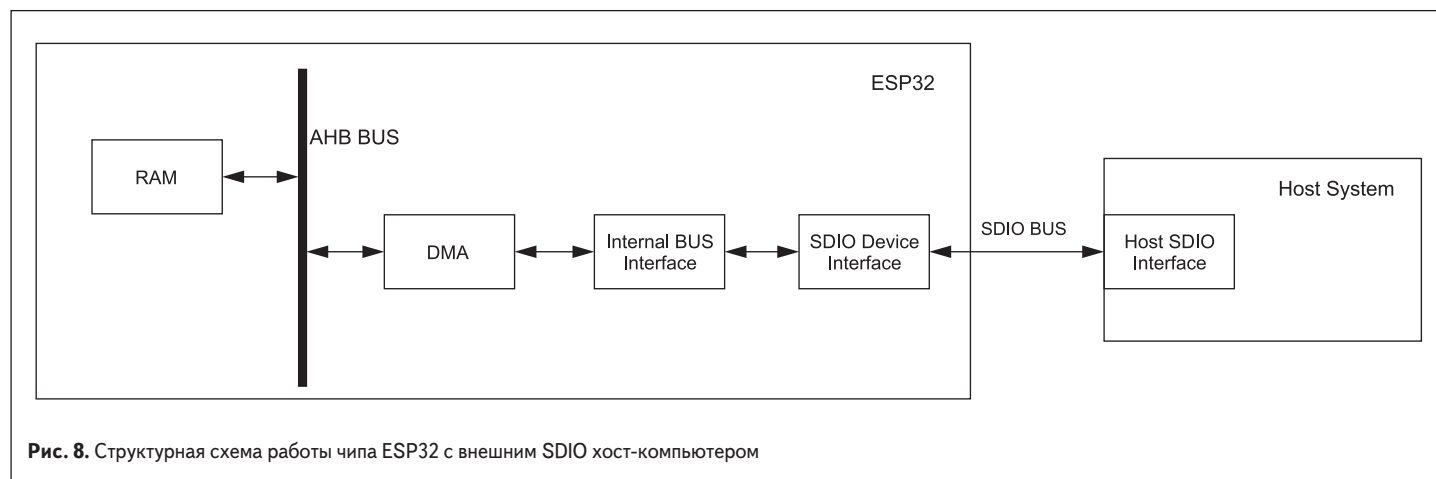 ESP32
AHB BUS
RAM
DMA
Internal BUS
Interface
SDIO Device
Interface
SDIO BUS
Host System
Host SDIO
Interface
Рис. 8. Структурная схема работы чипа ESP32 с внешним SDIO хост-компьютером